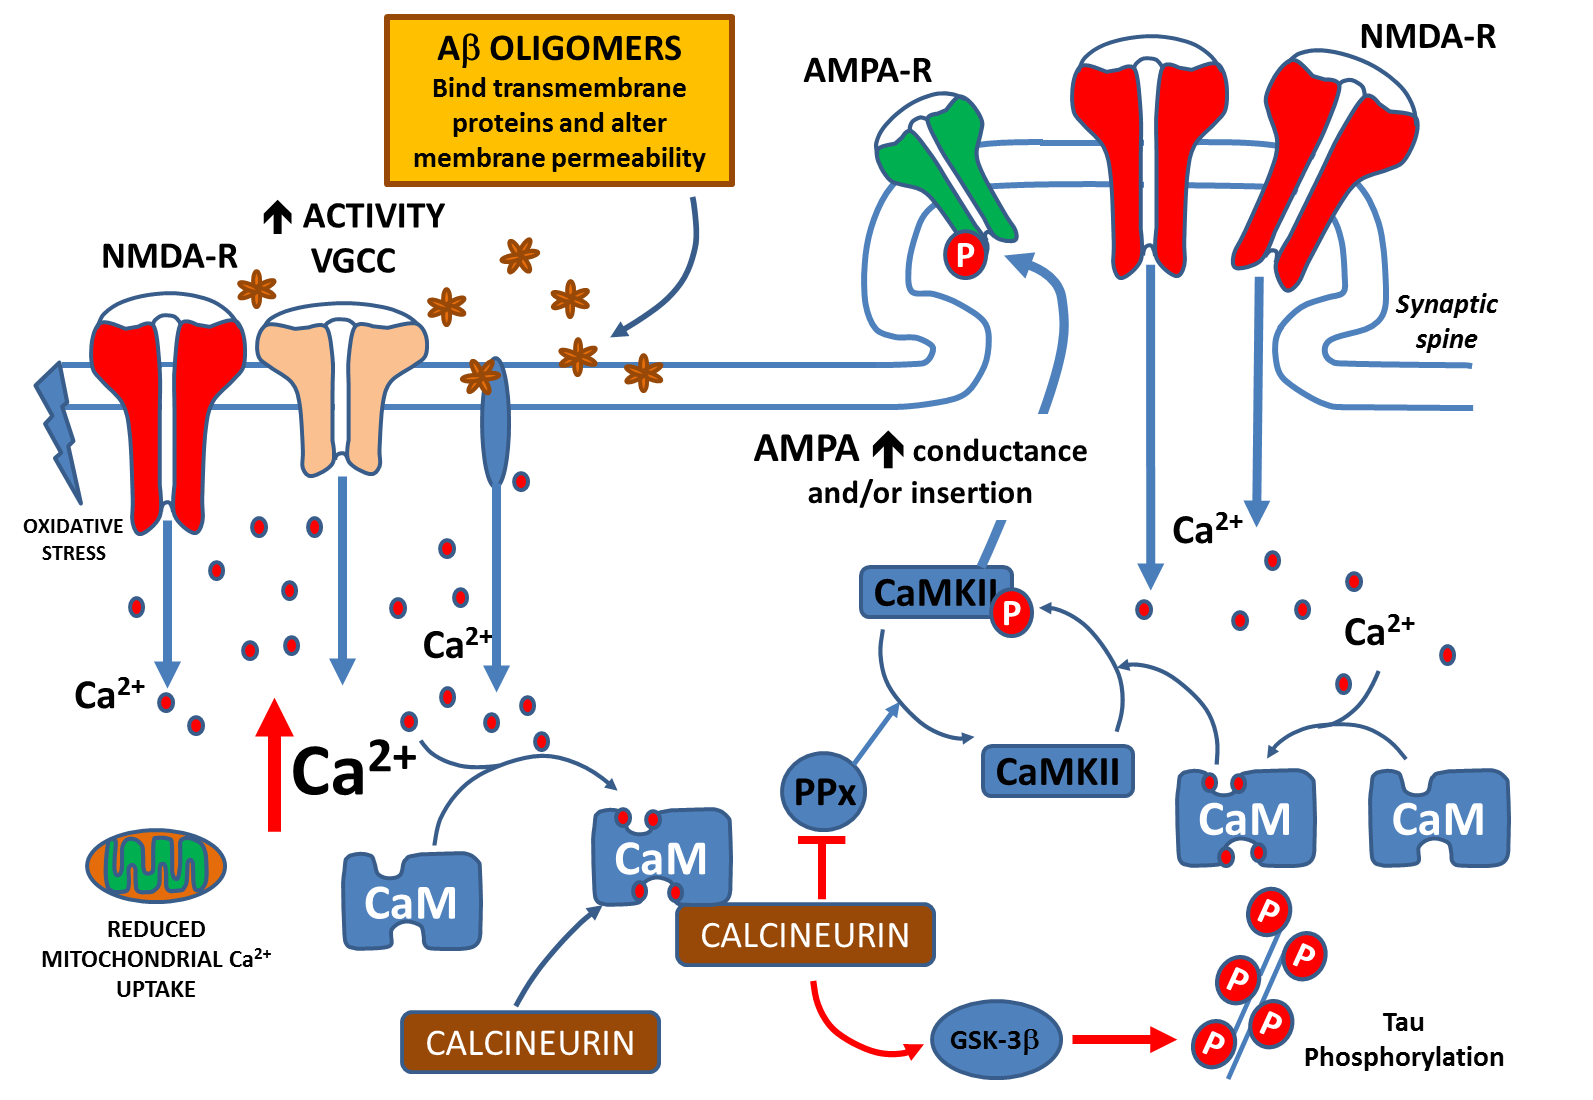 Aβ OLIGOMERS
Bind transmembrane
proteins and alter
membrane permeability
↑ ACTIVITY
VGCC
NMDA-R
AMPA-R
NMDA-R
P
Synaptic
spine
OXIDATIVE
STRESS
AMPA ↑ conductance
and/or insertion
Ca²⁺
Ca²⁺
Ca²⁺
Ca²⁺
Ca²⁺
CaMKII
P
CaMKII
PPx
CaM
CaM
CaM
CaM
REDUCED
MITOCHONDRIAL Ca²⁺
UPTAKE
CALCINEURIN
CALCINEURIN
GSK-3β
P
P
P
P
P
Tau
Phosphorylation